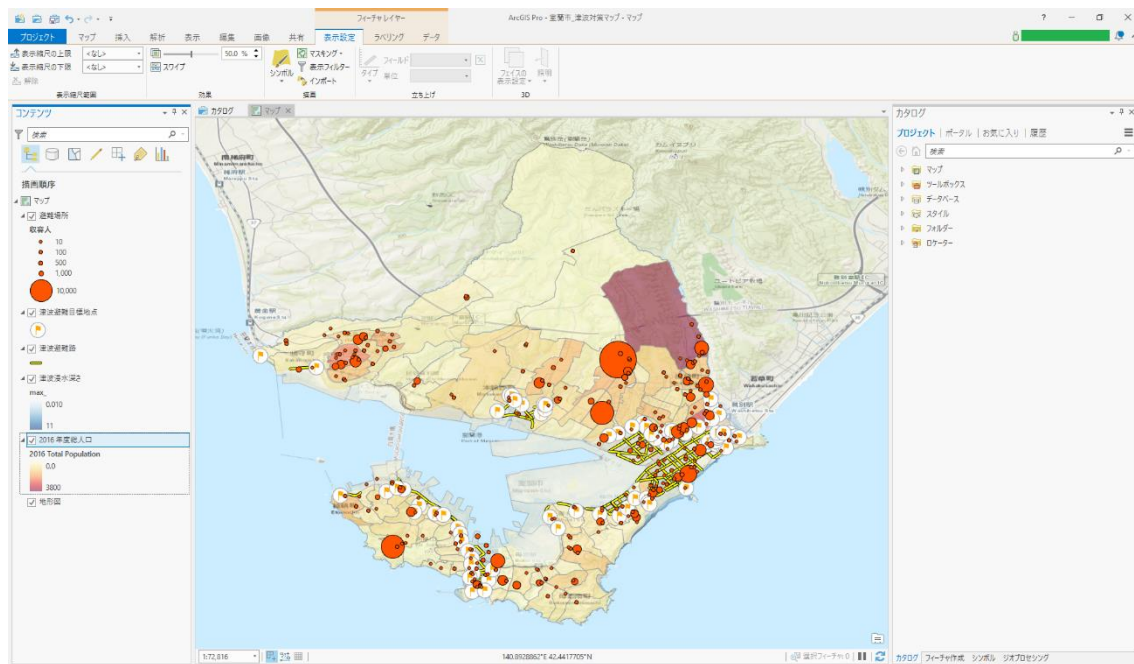 フィーチャ レイヤー
ArcGIS Pro - 室蘭市_津波対策マップ - マップ
プロジェクト マップ 挿入 解析 表示 編集 画像 共有 表示設定 ラベリング データ
表示縮尺の上限 <なし>
表示縮尺の下限 <なし>
解除
表示縮尺範囲
50.0 %
スワイプ
効果
シンボル
マスキング
表示フィルター
インポート
描画
タイプ
フィールド
単位
立ち上げ
フェイスの
表示設定
照明
3D
コンテンツ
検索
描画順序
マップ
避難場所
収容人
10
100
500
1,000
10,000
津波避難目標地点
津波避難路
津波浸水深さ
max_
0.010
11
2016 年度総人口
2016 Total Population
0.0
3800
地形図
カタログ マップ
1:72,816
140.8928862°E 42.4417705°N
選択フィーチャ: 0
カタログ
プロジェクト | ポータル | お気に入り | 履歴
検索
マップ
ツールボックス
データベース
スタイル
フォルダー
ロケーター
カタログ フィーチャ作成 シンボル ジオプロセシング